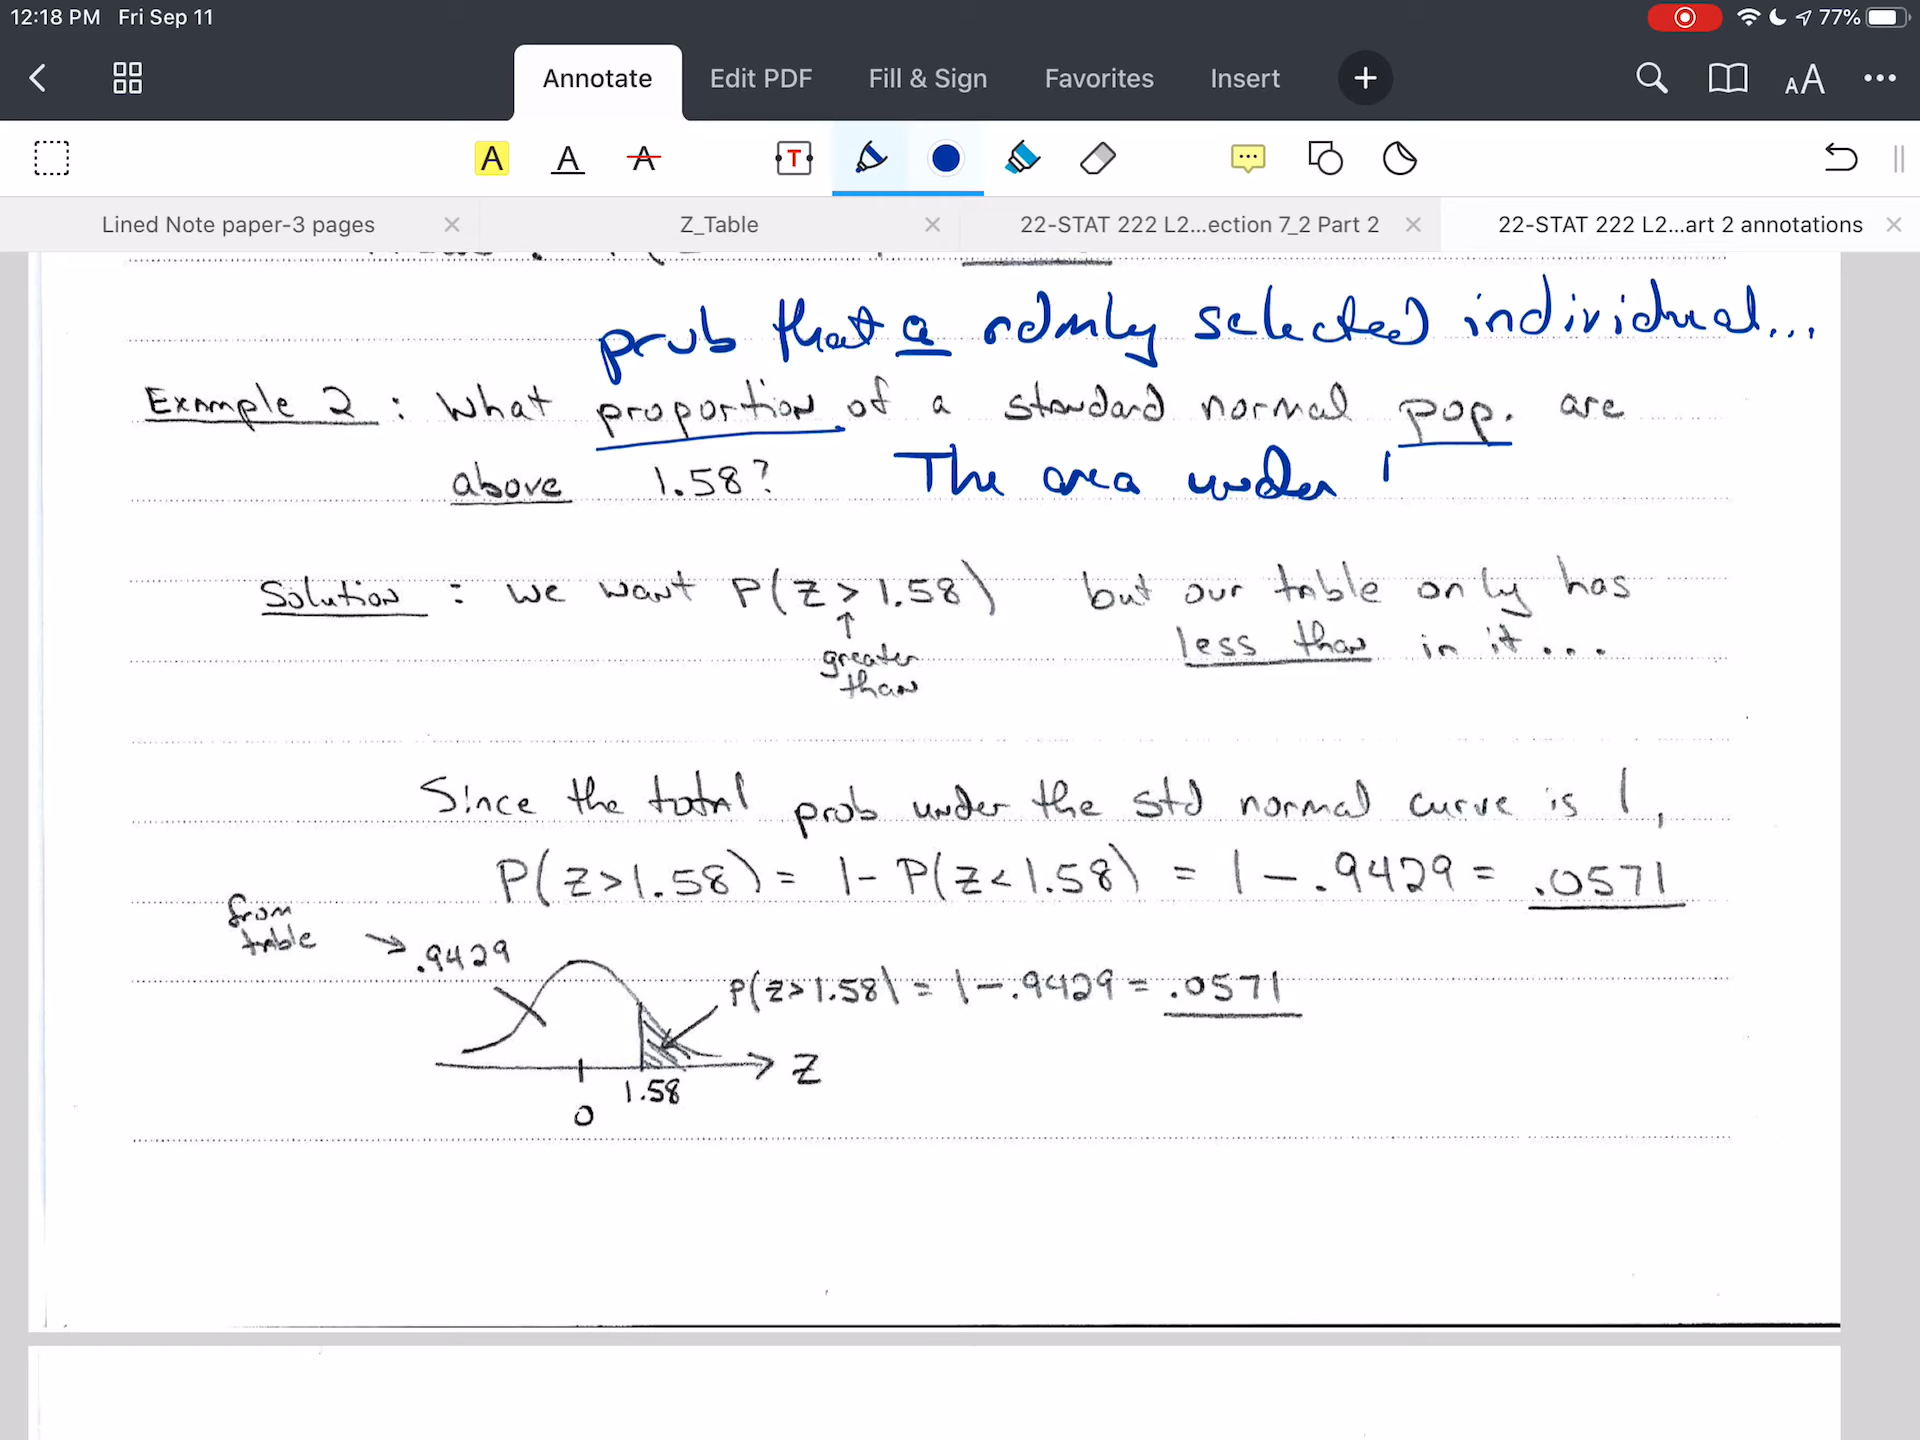 12:18 PM Fri Sep 11
77%
Annotate Edit PDF Fill & Sign Favorites Insert
AA
A A A T
Lined Note paper-3 pages
Z_Table
22-STAT 222 L2...ection 7_2 Part 2
22-STAT 222 L2...art 2 annotations
prob that a rdmly selected individual...
Example 2 : What proportion of a standard normal pop. are
above 1.58? The area under
Solution : we want P(Z > 1.58) but our table only has
↑
greater less than in it...
than
Since the total prob under the std normal curve is 1,
P(Z>1.58) = 1- P(Z<1.58) = 1 - .9429 = .0571
from
table → .9429
P(Z>1.58) = 1-.9429 = .0571
Z
1.58
0